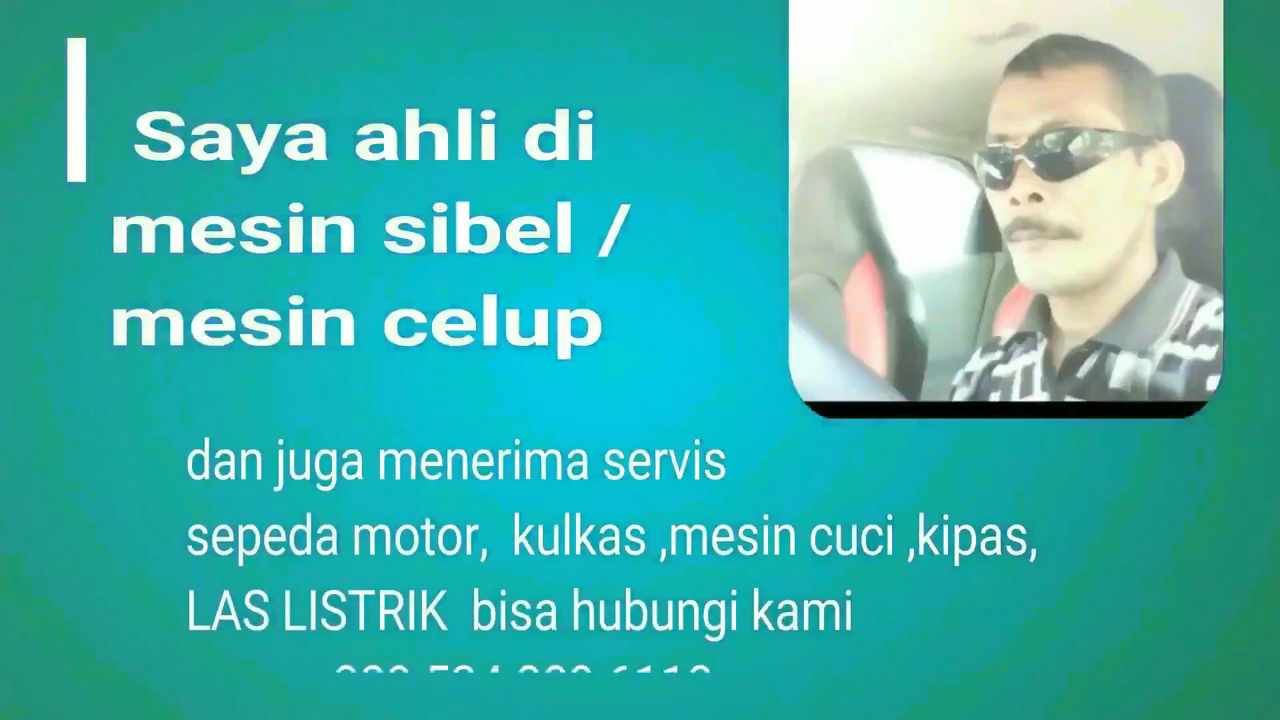 Saya ahli di
mesin sibel /
mesin celup
dan juga menerima servis
sepeda motor, kulkas ,mesin cuci ,kipas,
LAS LISTRIK bisa hubungi kami